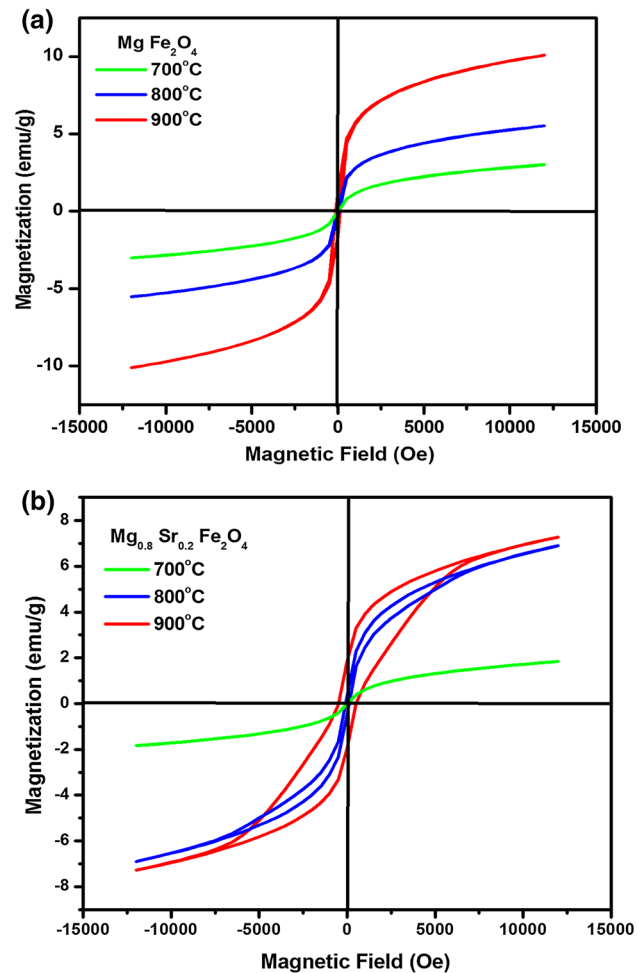 (a)
Mg Fe₂O₄
700°C
800°C
900°C
10
5
0
-5
-10
Magnetization (emu/g)
-15000 -10000 -5000 0 5000 10000 15000
Magnetic Field (Oe)
(b)
Mg₀.₈ Sr₀.₂ Fe₂O₄
700°C
800°C
900°C
8
6
4
2
0
-2
-4
-6
-8
Magnetization (emu/g)
-15000 -10000 -5000 0 5000 10000 15000
Magnetic Field (Oe)